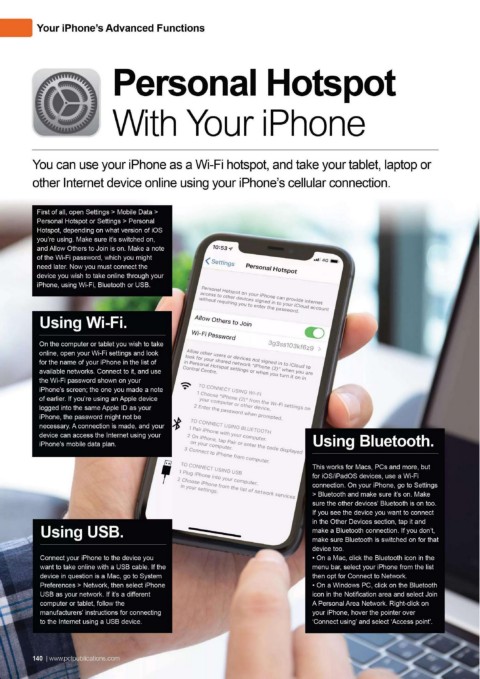 Your iPhone's Advanced Functions
Personal Hotspot
With Your iPhone
You can use your iPhone as a Wi-Fi hotspot, and take your tablet, laptop or
other Internet device online using your iPhone's cellular connection.
First of all, open Settings > Mobile Data >
Personal Hotspot or Settings > Personal
Hotspot, depending on what version of iOS
you're using. Make sure it's switched on,
and Allow Others to Join is on. Make a note
of the Wi-Fi password, which you might
need later. Now you must connect the
device you wish to take online through your
iPhone, using Wi-Fi, Bluetooth or USB.
Using Wi-Fi.
On the computer or tablet you wish to take
online, open your Wi-Fi settings and look
for the name of your iPhone in the list of
available networks. Connect to it, and use
the Wi-Fi password shown on your
iPhone's screen; the one you made a note
of earlier. If you're using an Apple device
logged into the same Apple ID as your
iPhone, the password might not be
necessary. A connection is made, and your
device can access the Internet using your
iPhone's mobile data plan.
Using USB.
Connect your iPhone to the device you
want to take online with a USB cable. If the
device in question is a Mac, go to System
Preferences > Network, then select iPhone
USB as your network. If it's a different
computer or tablet, follow the
manufacturers' instructions for connecting
to the Internet using a USB device.
10:53
4G
Settings
Personal Hotspot
Personal Hotspot on your iPhone can provide internet
access to other devices signed in to your iCloud account
without requiring you to enter the password.
Allow Others to Join
Wi-Fi Password
Allow other users or devices not signed in to iCloud to
look for your shared network "iPhone (2)" when you are
in Personal Hotspot settings or when you turn it on in
Control Centre.
TO CONNECT USING WI-FI
1 Choose "iPhone (2)" from the Wi-Fi settings on
your computer or other device.
2 Enter the password when prompted.
TO CONNECT USING BLUETOOTH
1 Pair iPhone with your computer.
2 On iPhone, tap Pair or enter the code displayed
on your computer.
3 Connect to iPhone from computer.
TO CONNECT USING USB
1 Plug iPhone into your computer.
2 Choose iPhone from the list of network services
in your settings.
Using Bluetooth.
This works for Macs, PCs and more, but
for iOS/iPadOS devices, use a Wi-Fi
connection. On your iPhone, go to Settings
> Bluetooth and make sure it's on. Make
sure the other devices' Bluetooth is on too.
If you see the device you want to connect
in the Other Devices section, tap it and
make a Bluetooth connection. If you don't,
make sure Bluetooth is switched on for that
device too.
• On a Mac, click the Bluetooth icon in the
menu bar, select your iPhone from the list
then opt for Connect to Network.
• On a Windows PC, click on the Bluetooth
icon in the Notification area and select Join
A Personal Area Network. Right-click on
your iPhone, hover the pointer over
'Connect using' and select 'Access point'.
140 | www.pclpublications.com